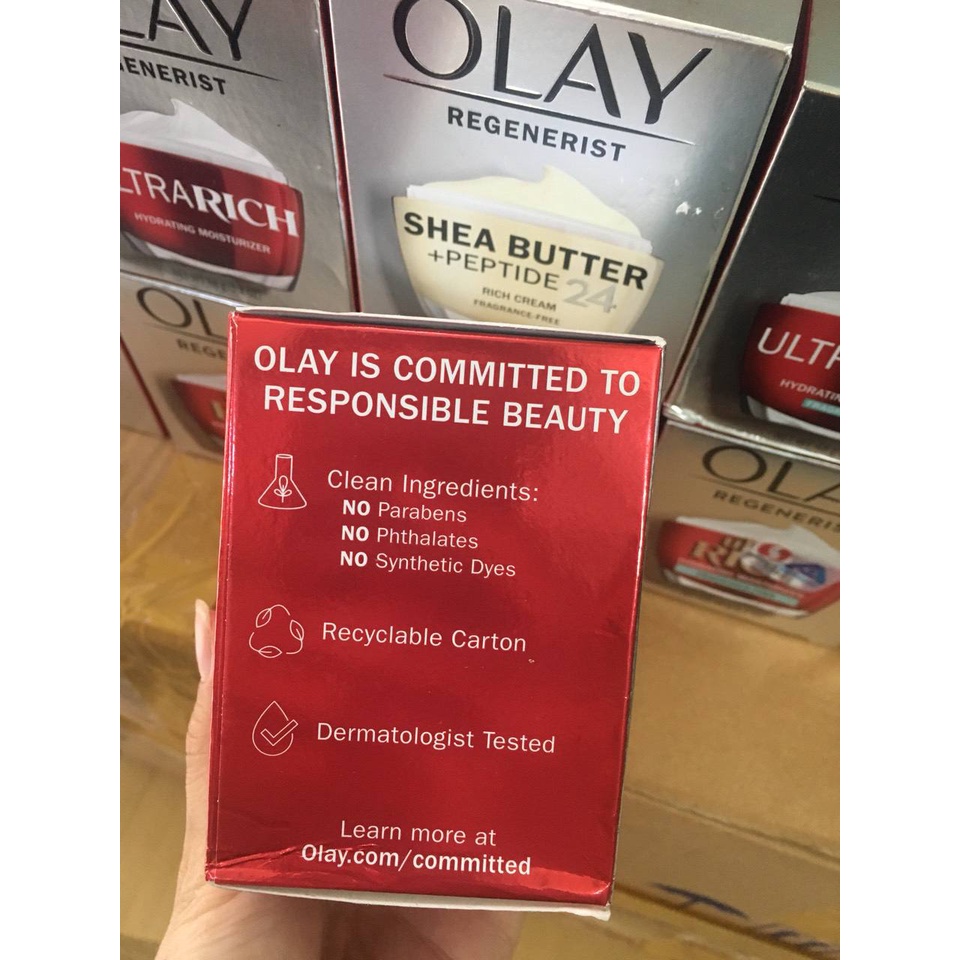 OLAY
REGENERIST
SHEA BUTTER
+PEPTIDE 24
RICH CREAM
FRAGRANCE-FREE
RICH
HYDRATING MOISTURIZER
OLAY IS COMMITTED TO
RESPONSIBLE BEAUTY
Clean Ingredients:
NO Parabens
NO Phthalates
NO Synthetic Dyes
Recyclable Carton
Dermatologist Tested
Learn more at
Olay.com/committed